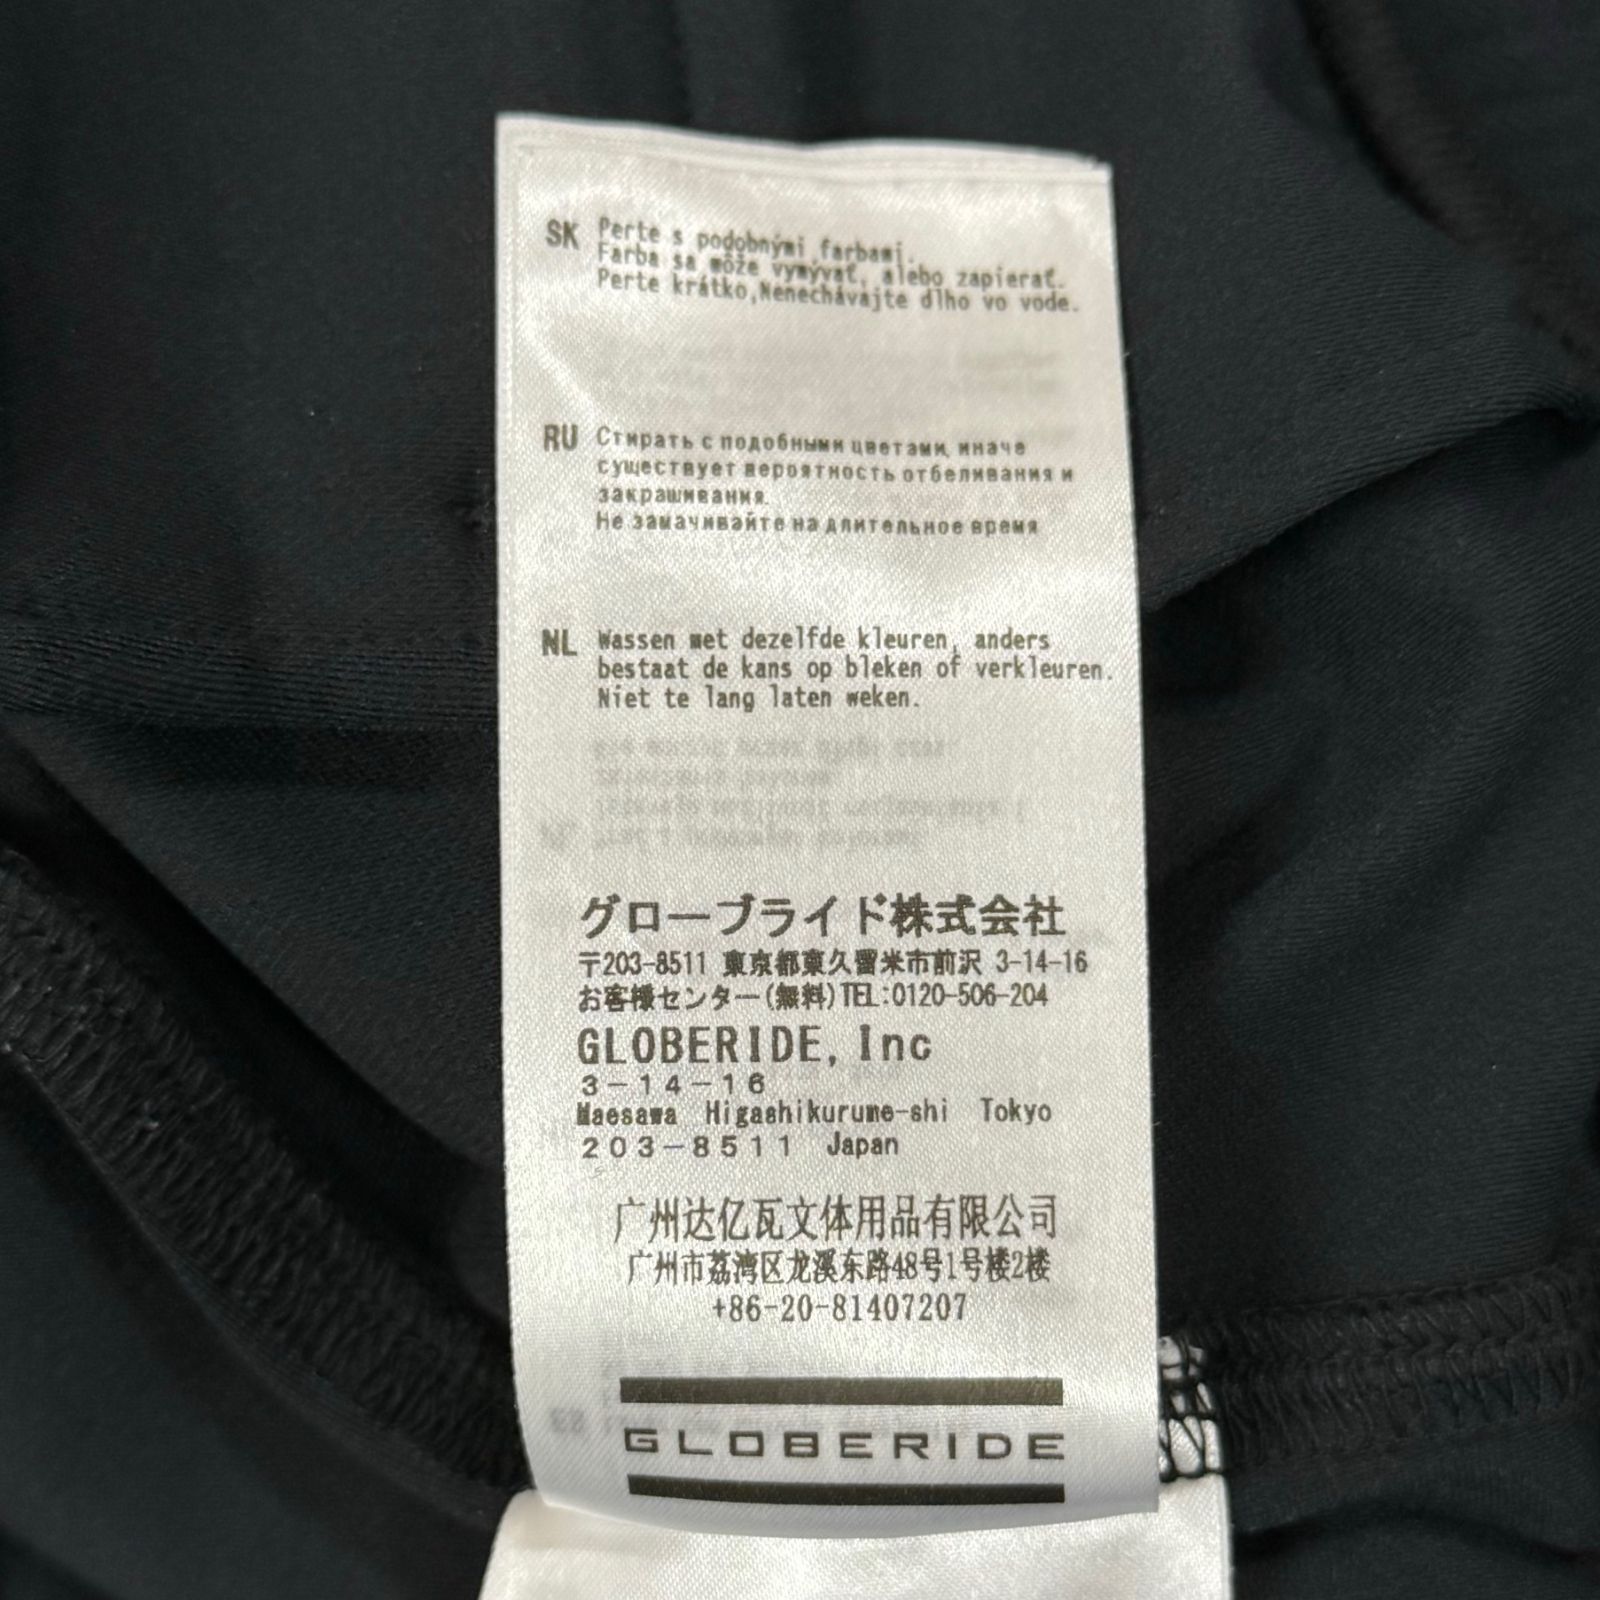 SK Perte s podobnými farbami.
Farba sa môže vymývať, alebo zapierať.
Perte krátko,Nenechávajte dlho vo vode.
RU Стирать с подобными цветами, иначе
существует вероятность отбеливания и
закрашивания.
Не замачивайте на длительное время
NL Wassen met dezelfde kleuren, anders
bestaat de kans op bleken of verkleuren.
Niet te lang laten weken.
グローブライド株式会社
〒203-8511 東京都東久留米市前沢 3-14-16
お客様センター(無料)TEL:0120-506-204
GLOBERIDE, Inc
3-14-16
Maesawa Higashikurume-shi Tokyo
203-8511 Japan
广州达亿瓦文体用品有限公司
广州市荔湾区龙溪东路48号1号楼2楼
+86-20-81407207
GLOBERIDE